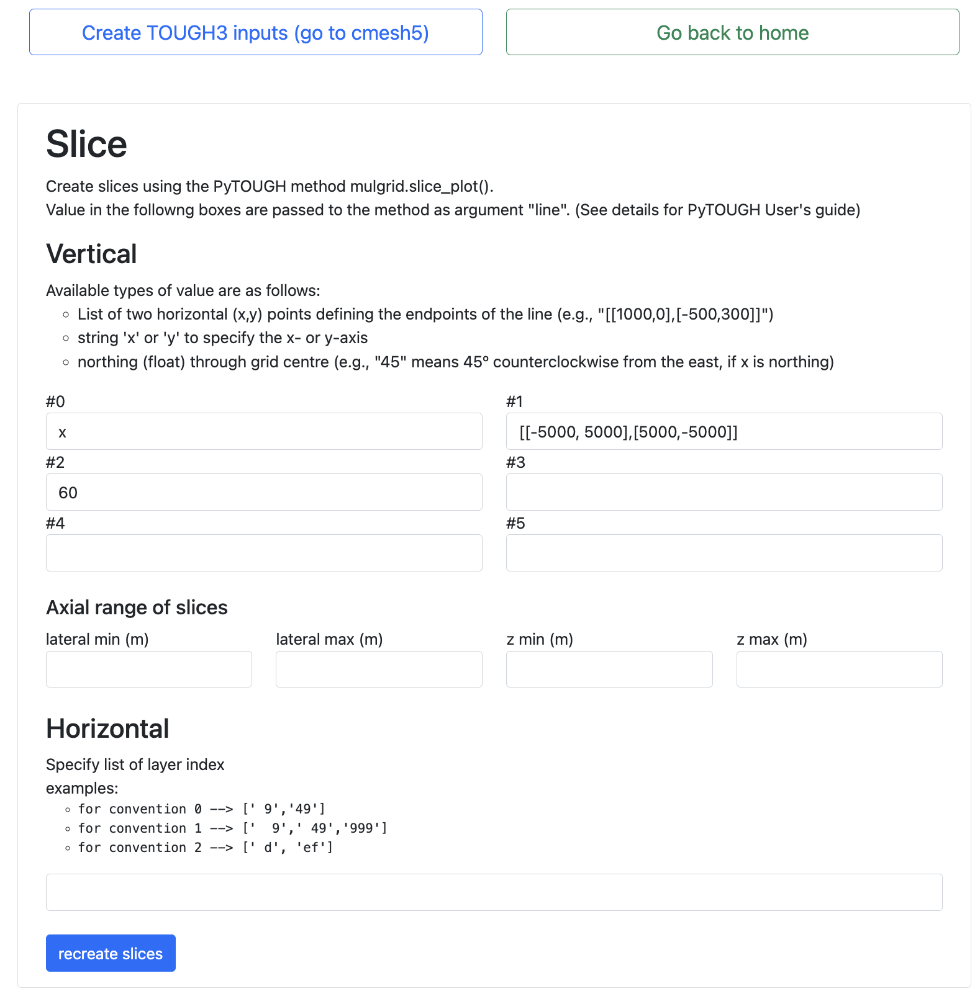 Create TOUGH3 inputs (go to cmesh5)
Go back to home
Slice
Create slices using the PyTOUGH method mulgrid.slice_plot().
Value in the followng boxes are passed to the method as argument "line". (See details for PyTOUGH User's guide)
Vertical
Available types of value are as follows:
List of two horizontal (x,y) points defining the endpoints of the line (e.g., "[[1000,0],[-500,300]]")
string 'x' or 'y' to specify the x- or y-axis
northing (float) through grid centre (e.g., "45" means 45º counterclockwise from the east, if x is northing)
#0
#1
x
[[-5000, 5000],[5000,-5000]]
#2
#3
60
#4
#5
Axial range of slices
lateral min (m)
lateral max (m)
z min (m)
z max (m)
Horizontal
Specify list of layer index
examples:
for convention 0 --> [' 9','49']
for convention 1 --> ['  9',' 49','999']
for convention 2 --> [' d', 'ef']
recreate slices